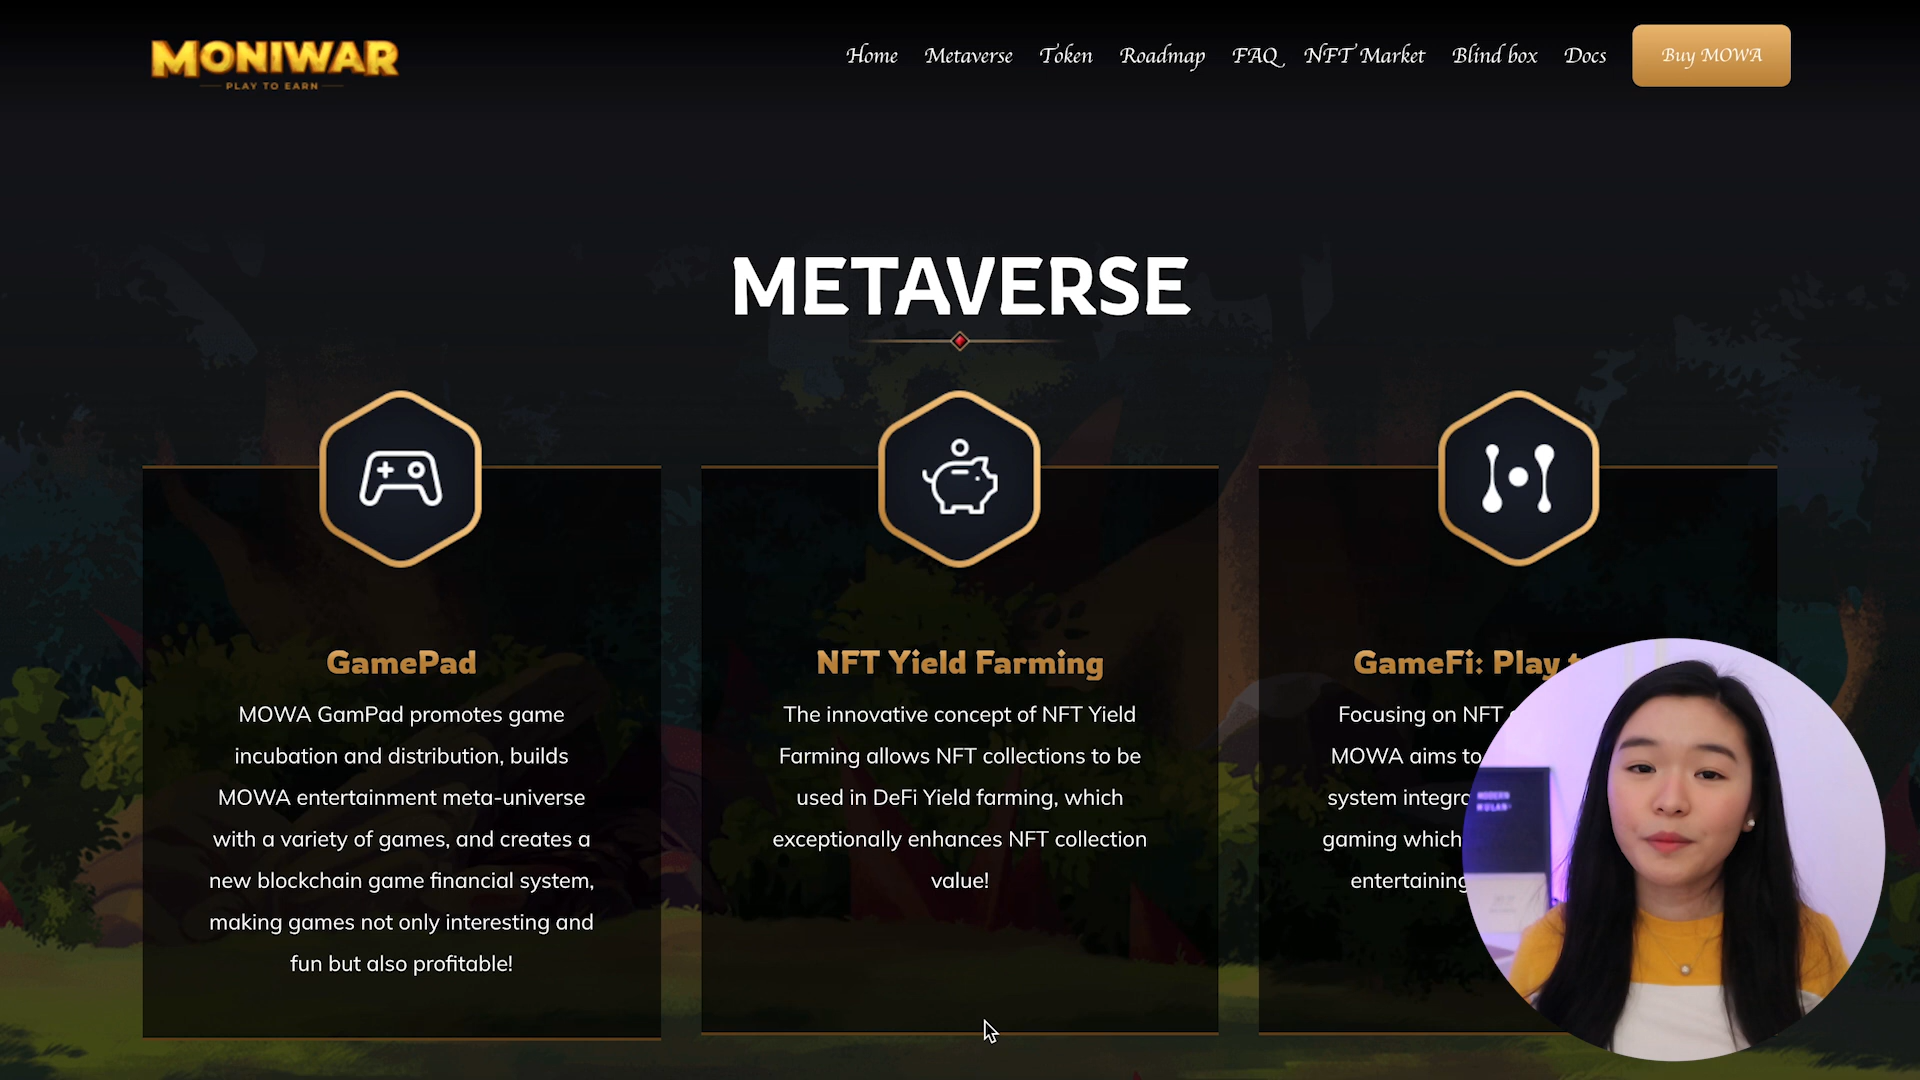 MONIWAR
PLAY TO EARN
Home Metaverse Token Roadmap FAQ NFT Market Blind box Docs Buy MOWA
METAVERSE
GamePad
MOWA GamPad promotes game
incubation and distribution, builds
MOWA entertainment meta-universe
with a variety of games, and creates a
new blockchain game financial system,
making games not only interesting and
fun but also profitable!
NFT Yield Farming
The innovative concept of NFT Yield
Farming allows NFT collections to be
used in DeFi Yield farming, which
exceptionally enhances NFT collection
value!
GameFi: Play
Focusing on NFT
MOWA aims to
system
gaming which
entertaining
MODERN
MULAN